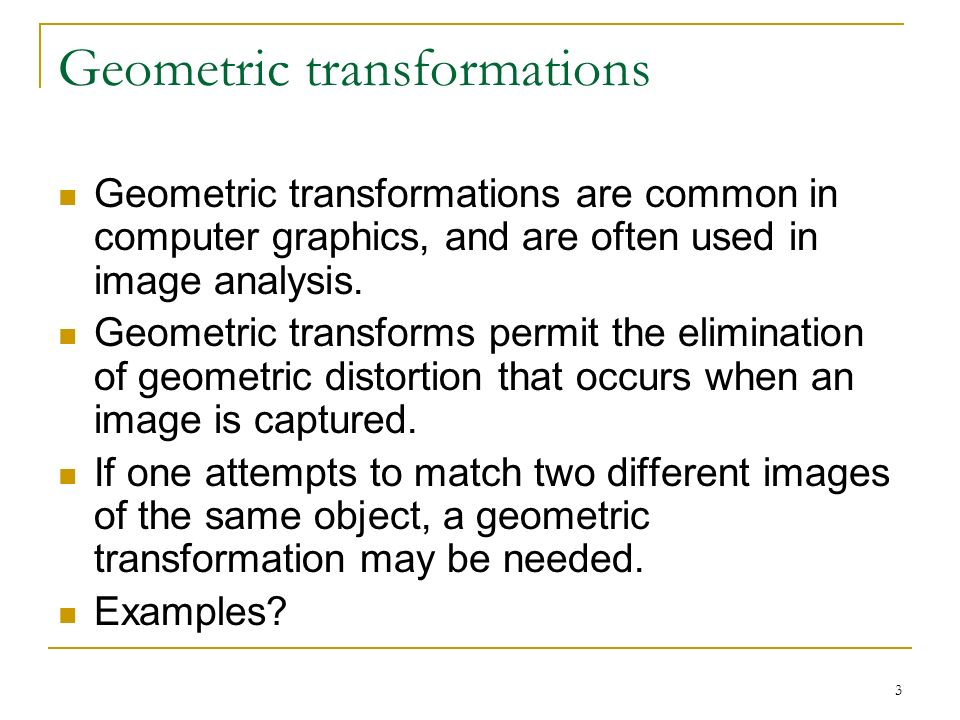 Geometric transformations
Geometric transformations are common in
computer graphics, and are often used in
image analysis.
Geometric transforms permit the elimination
of geometric distortion that occurs when an
image is captured.
If one attempts to match two different images
of the same object, a geometric
transformation may be needed.
Examples?
3